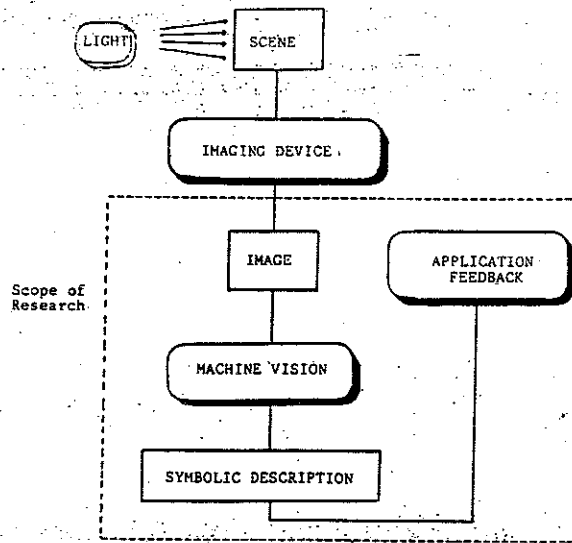 LIGHT
SCENE
IMAGING DEVICE
IMAGE
APPLICATION
FEEDBACK
Scope of
Research
MACHINE VISION
SYMBOLIC DESCRIPTION